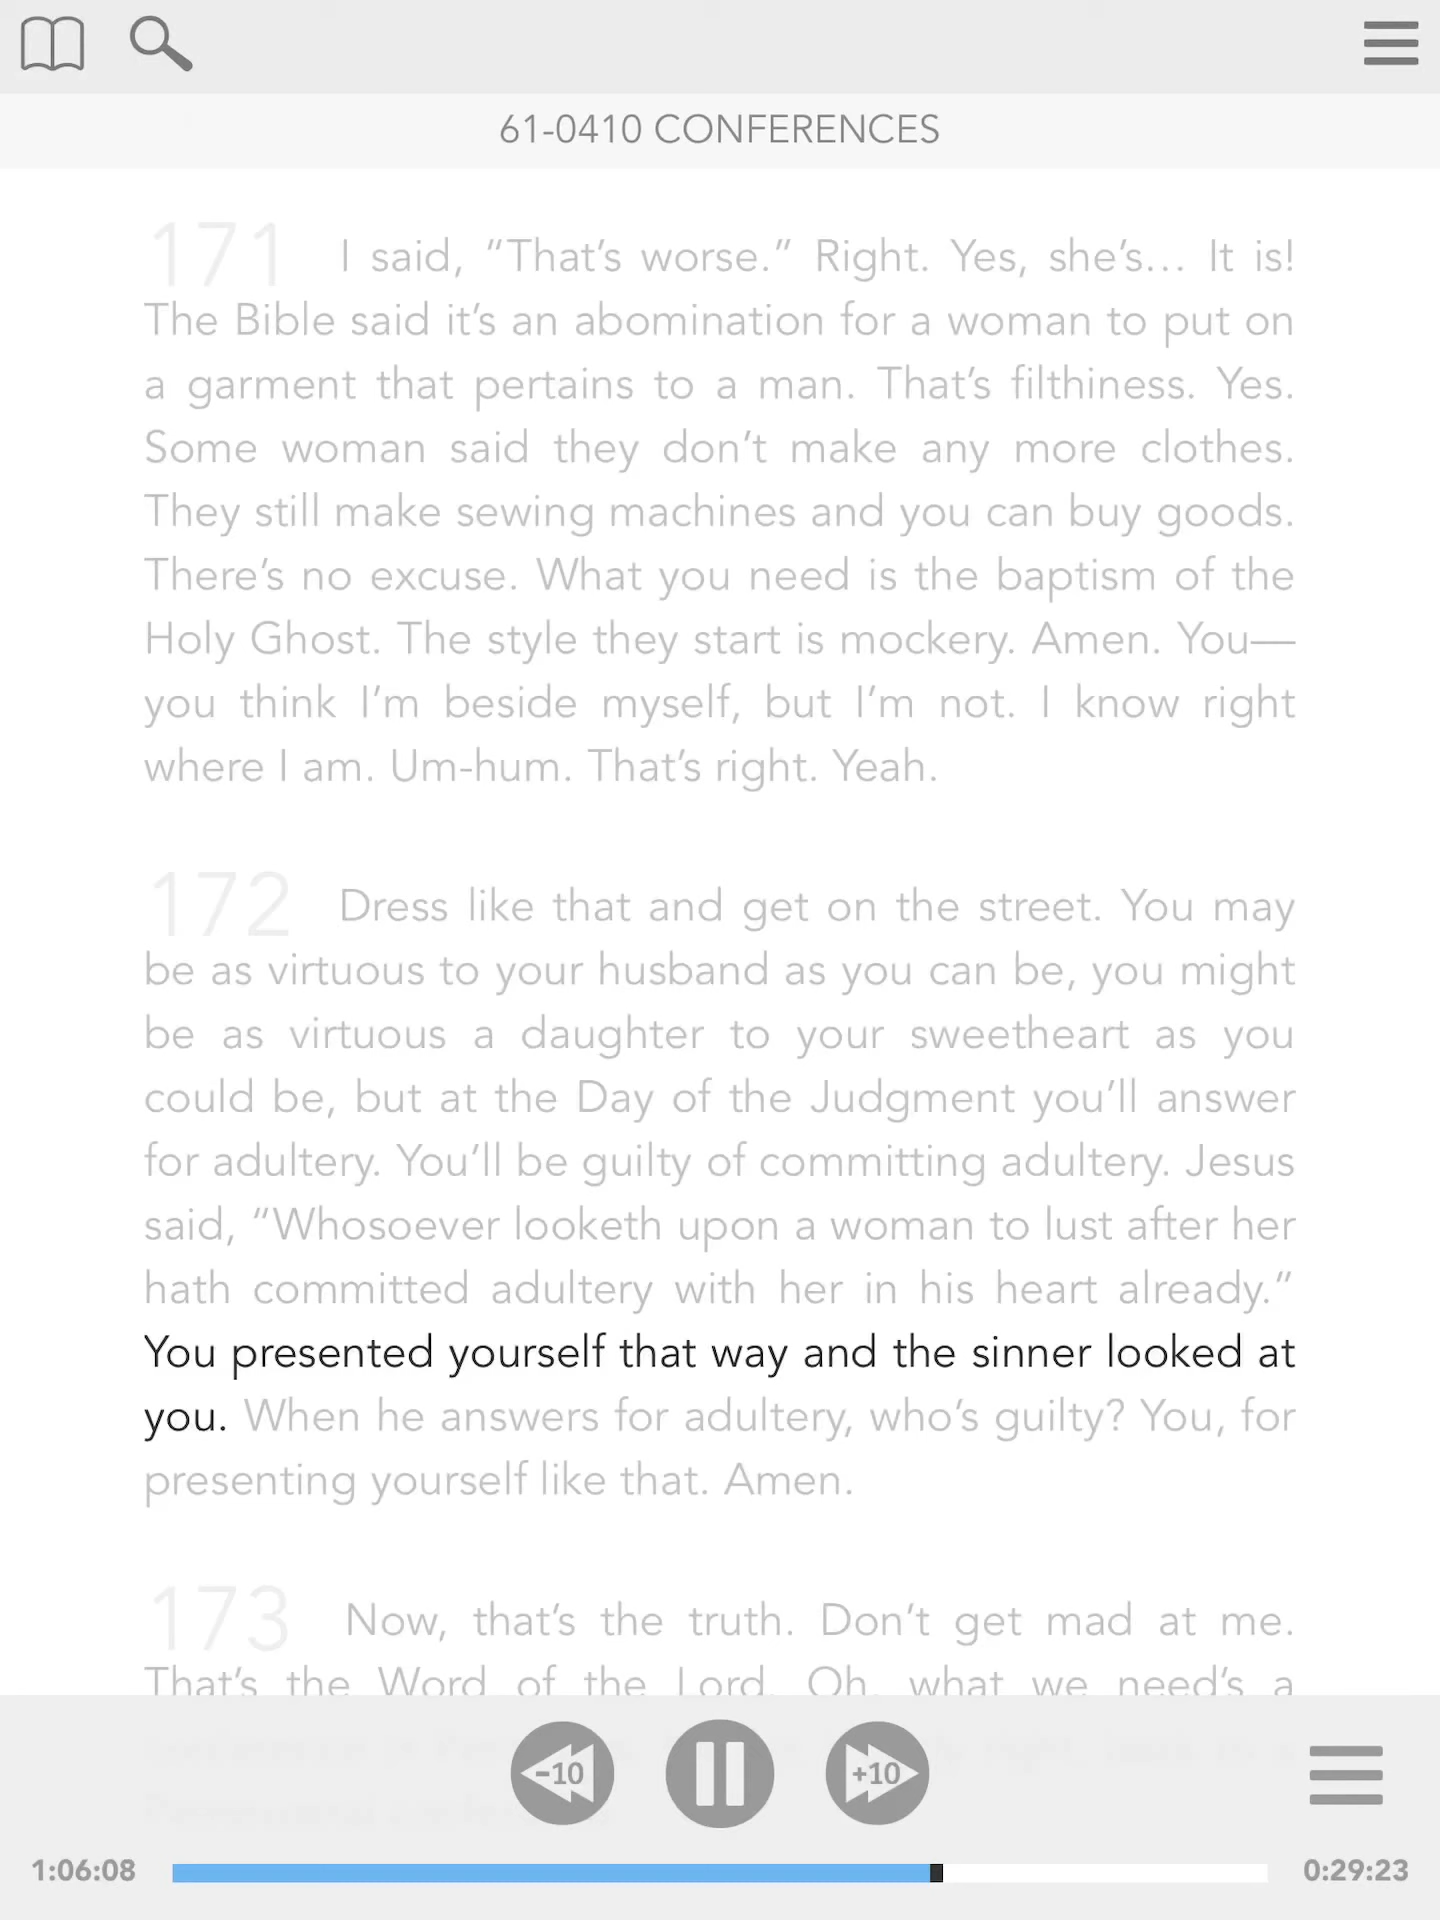 61-0410 CONFERENCES
171 I said, “That’s worse.” Right. Yes, she’s… It is!
The Bible said it’s an abomination for a woman to put on
a garment that pertains to a man. That’s filthiness. Yes.
Some woman said they don’t make any more clothes.
They still make sewing machines and you can buy goods.
There’s no excuse. What you need is the baptism of the
Holy Ghost. The style they start is mockery. Amen. You—
you think I’m beside myself, but I’m not. I know right
where I am. Um-hum. That’s right. Yeah.
172 Dress like that and get on the street. You may
be as virtuous to your husband as you can be, you might
be as virtuous a daughter to your sweetheart as you
could be, but at the Day of the Judgment you’ll answer
for adultery. You’ll be guilty of committing adultery. Jesus
said, “Whosoever looketh upon a woman to lust after her
hath committed adultery with her in his heart already.”
You presented yourself that way and the sinner looked at
you. When he answers for adultery, who’s guilty? You, for
presenting yourself like that. Amen.
173 Now, that’s the truth. Don’t get mad at me.
That’s the Word of the Lord. Oh, what we need’s a
-10 +10
1:06:08 0:29:23